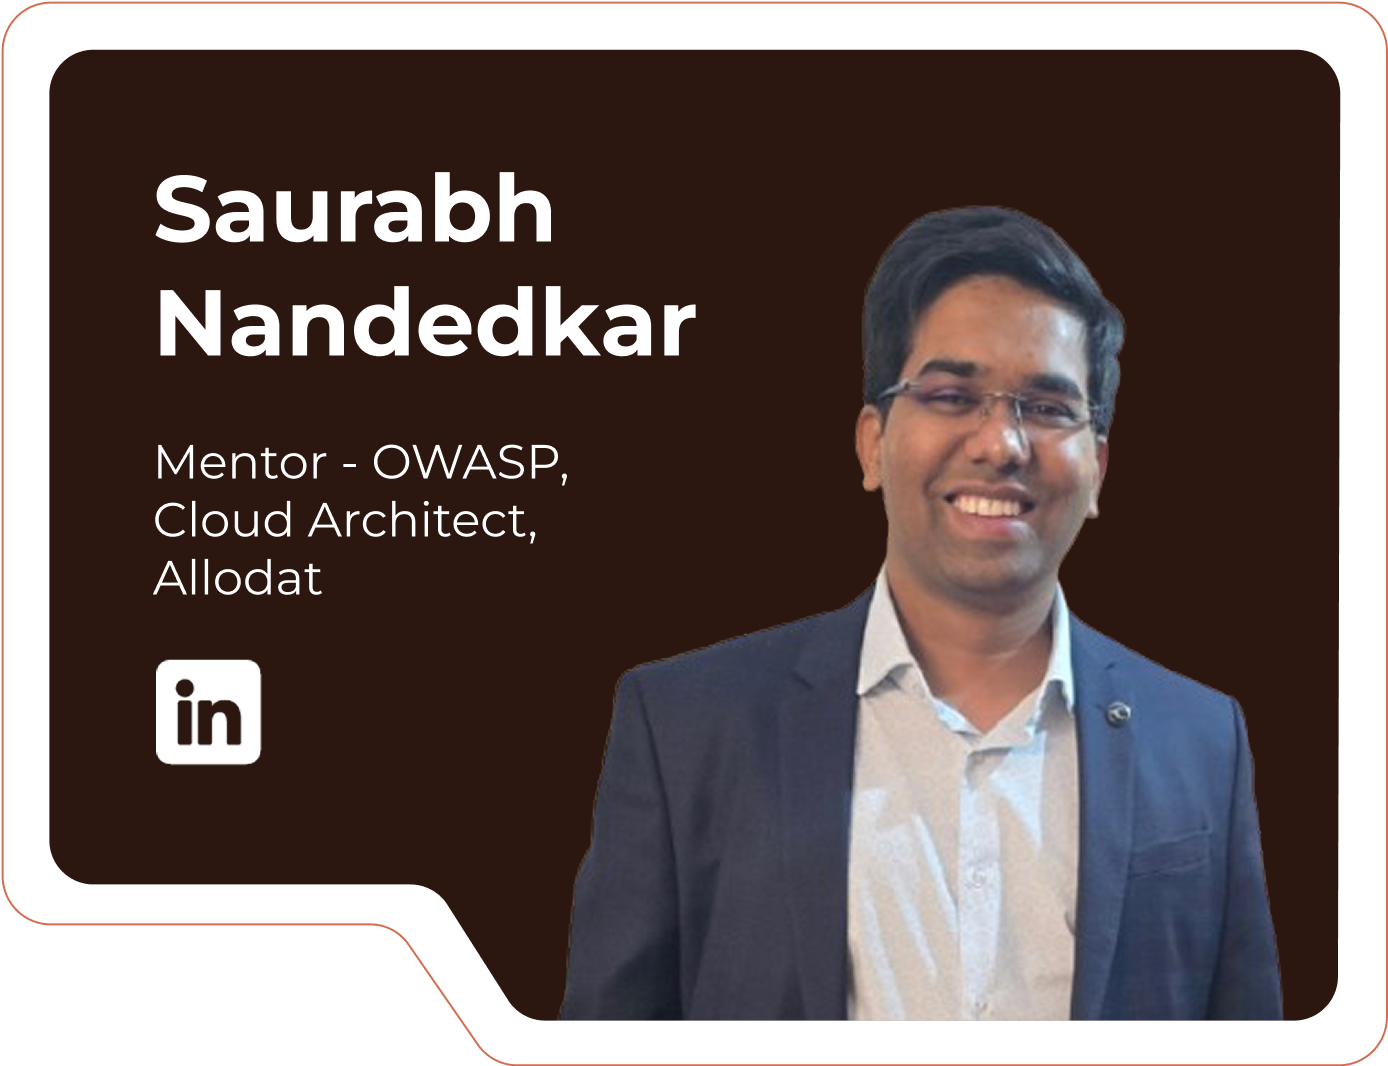 Saurabh
Nandedkar
Mentor - OWASP,
Cloud Architect,
Allodat
in